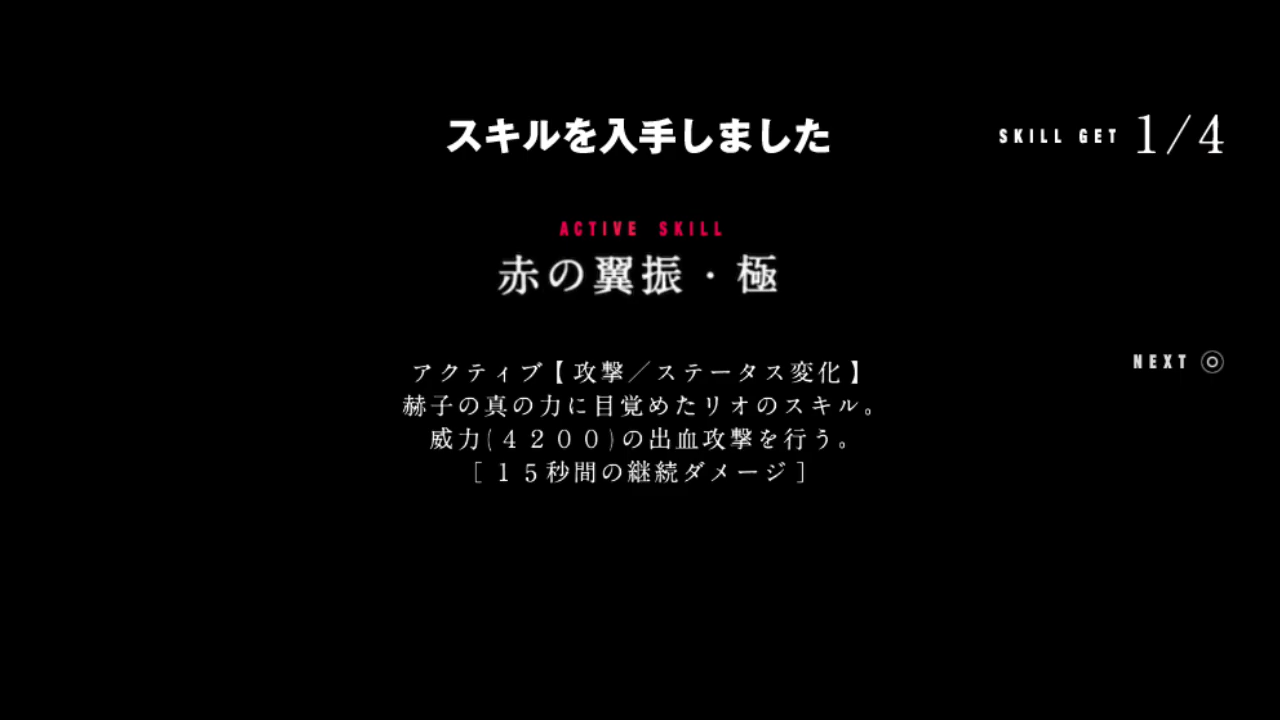 スキルを入手しました
SKILL GET 1/4
ACTIVE SKILL
赤の翼振・極
アクティブ【攻撃／ステータス変化】
赫子の真の力に目覚めたリオのスキル。
威力(４２００)の出血攻撃を行う。
[１５秒間の継続ダメージ]
NEXT